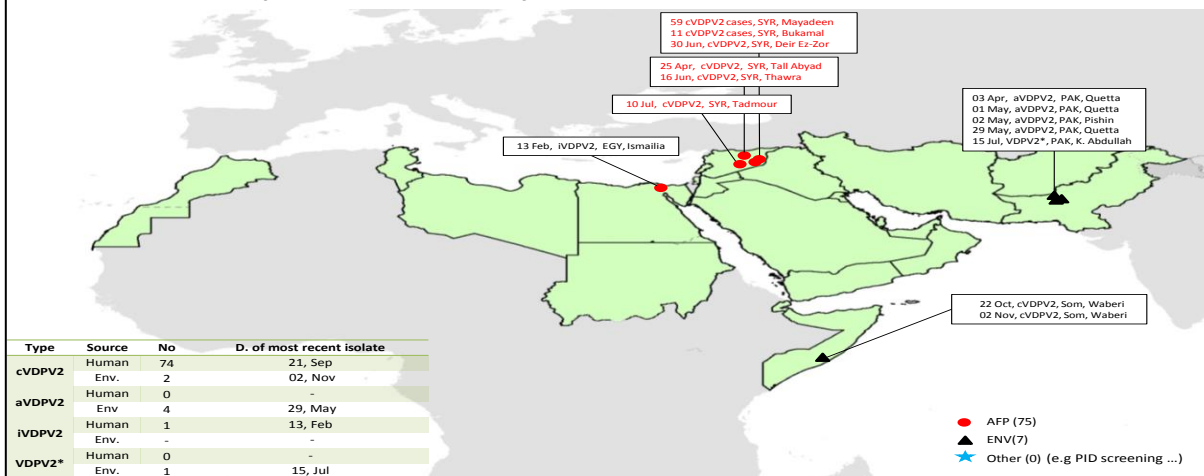 59 cVDPV2 cases, SYR, Mayadeen
11 cVDPV2 cases, SYR, Bukamal
30 Jun, cVDPV2, SYR, Deir Ez-Zor
25 Apr, cVDPV2, SYR, Tall Abyad
16 Jun, cVDPV2, SYR, Thawra
10 Jul, cVDPV2, SYR, Tadmour
13 Feb, iVDPV2, EGY, Ismailia
03 Apr, aVDPV2, PAK, Quetta
01 May, aVDPV2, PAK, Quetta
02 May, aVDPV2, PAK, Pishin
29 May, aVDPV2, PAK, Quetta
15 Jul, VDPV2*, PAK, K. Abdullah
22 Oct, cVDPV2, Som, Waberi
02 Nov, cVDPV2, Som, Waberi
Type Source No D. of most recent isolate
cVDPV2 Human 74 21, Sep
Env. 2 02, Nov
aVDPV2 Human 0 -
Env 4 29, May
iVDPV2 Human 1 13, Feb
Env. - -
VDPV2* Human 0 -
Env. 1 15, Jul
AFP (75)
ENV(7)
Other (0) (e.g PID screening ...)